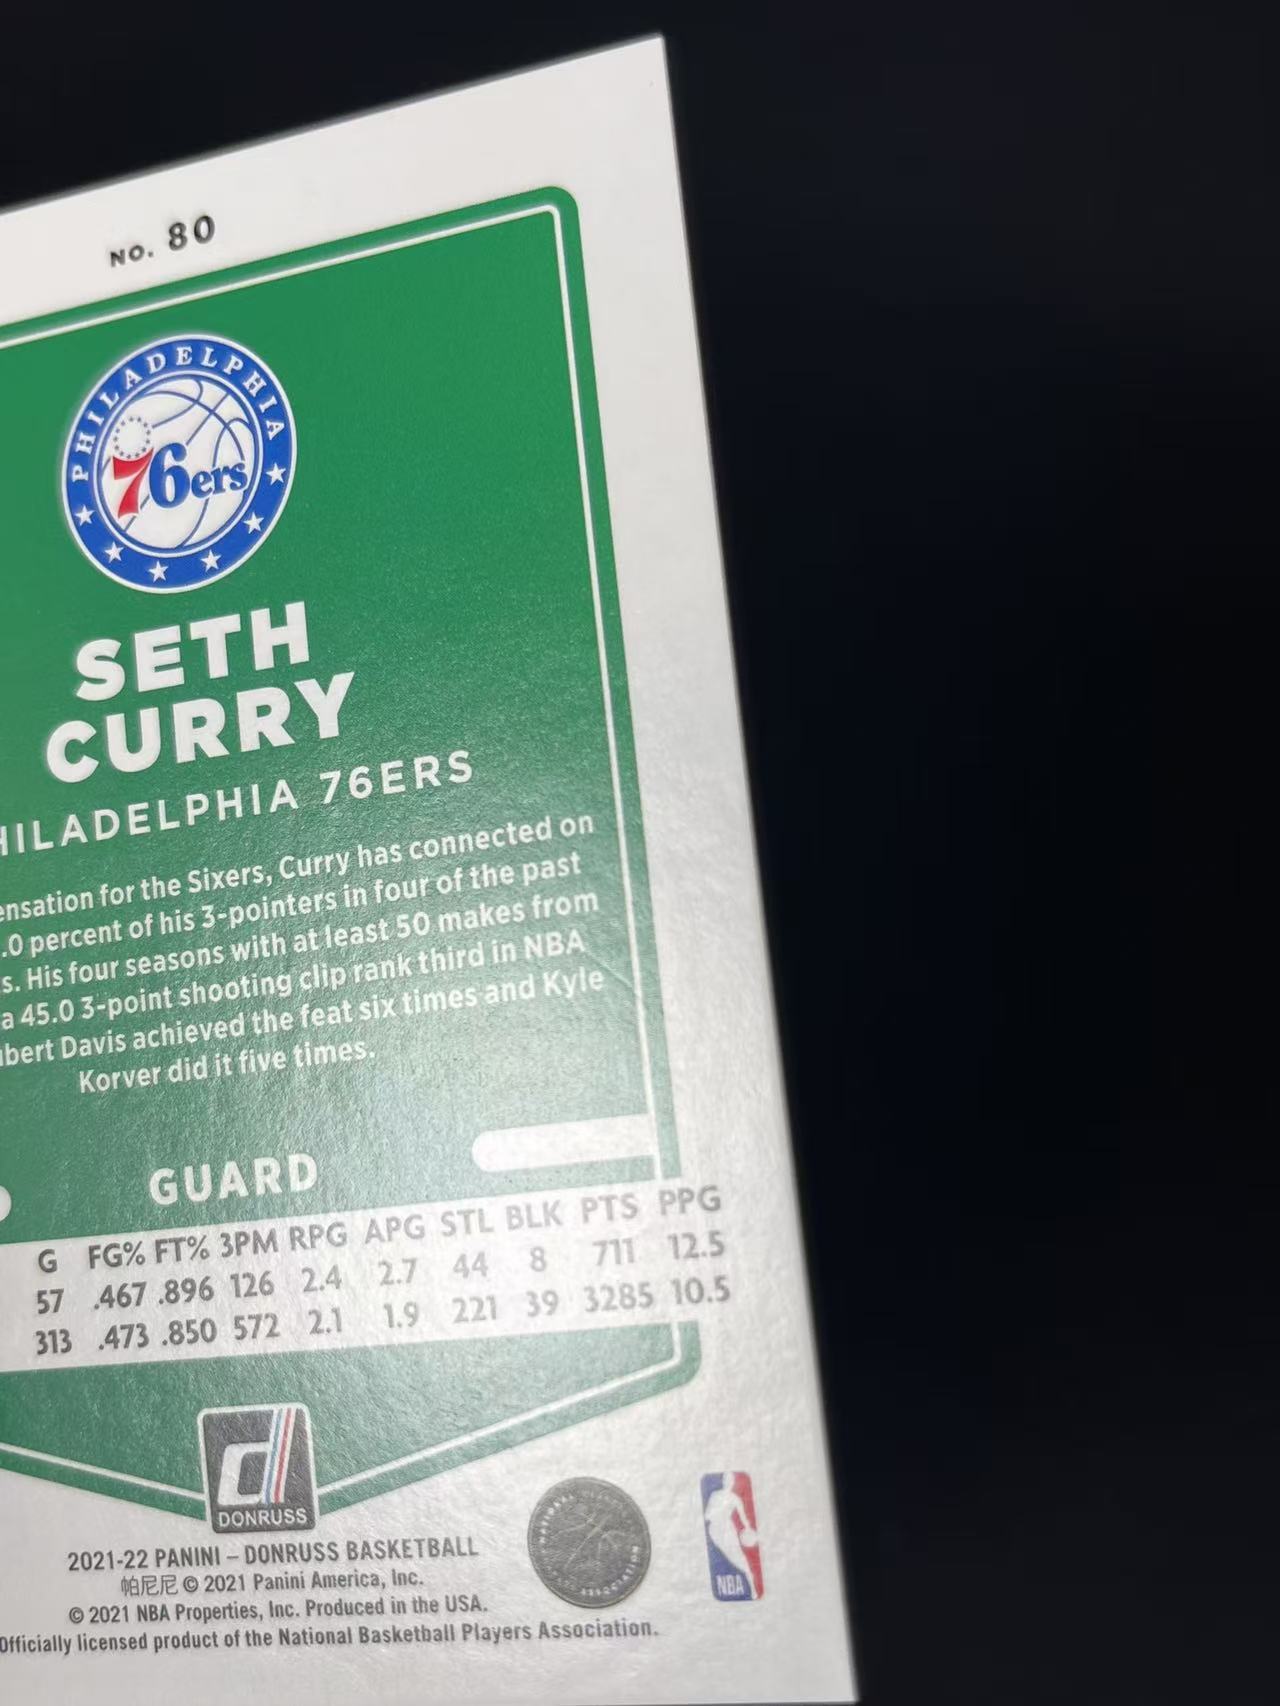 NO. 80
PHILADELPHIA
76ers
SETH
CURRY
HILADELPHIA 76ERS
ensation for the Sixers, Curry has connected on
.0 percent of his 3-pointers in four of the past
s. His four seasons with at least 50 makes from
a 45.0 3-point shooting clip rank third in NBA
bert Davis achieved the feat six times and Kyle
Korver did it five times.
GUARD
G FG% FT% 3PM RPG APG STL BLK PTS PPG
57 .467 .896 126 2.4 2.7 44 8 711 12.5
313 .473 .850 572 2.1 1.9 221 39 3285 10.5
DONRUSS
2021-22 PANINI – DONRUSS BASKETBALL
帕尼尼 © 2021 Panini America, Inc.
© 2021 NBA Properties, Inc. Produced in the USA.
Officially licensed product of the National Basketball Players Association.
NBA